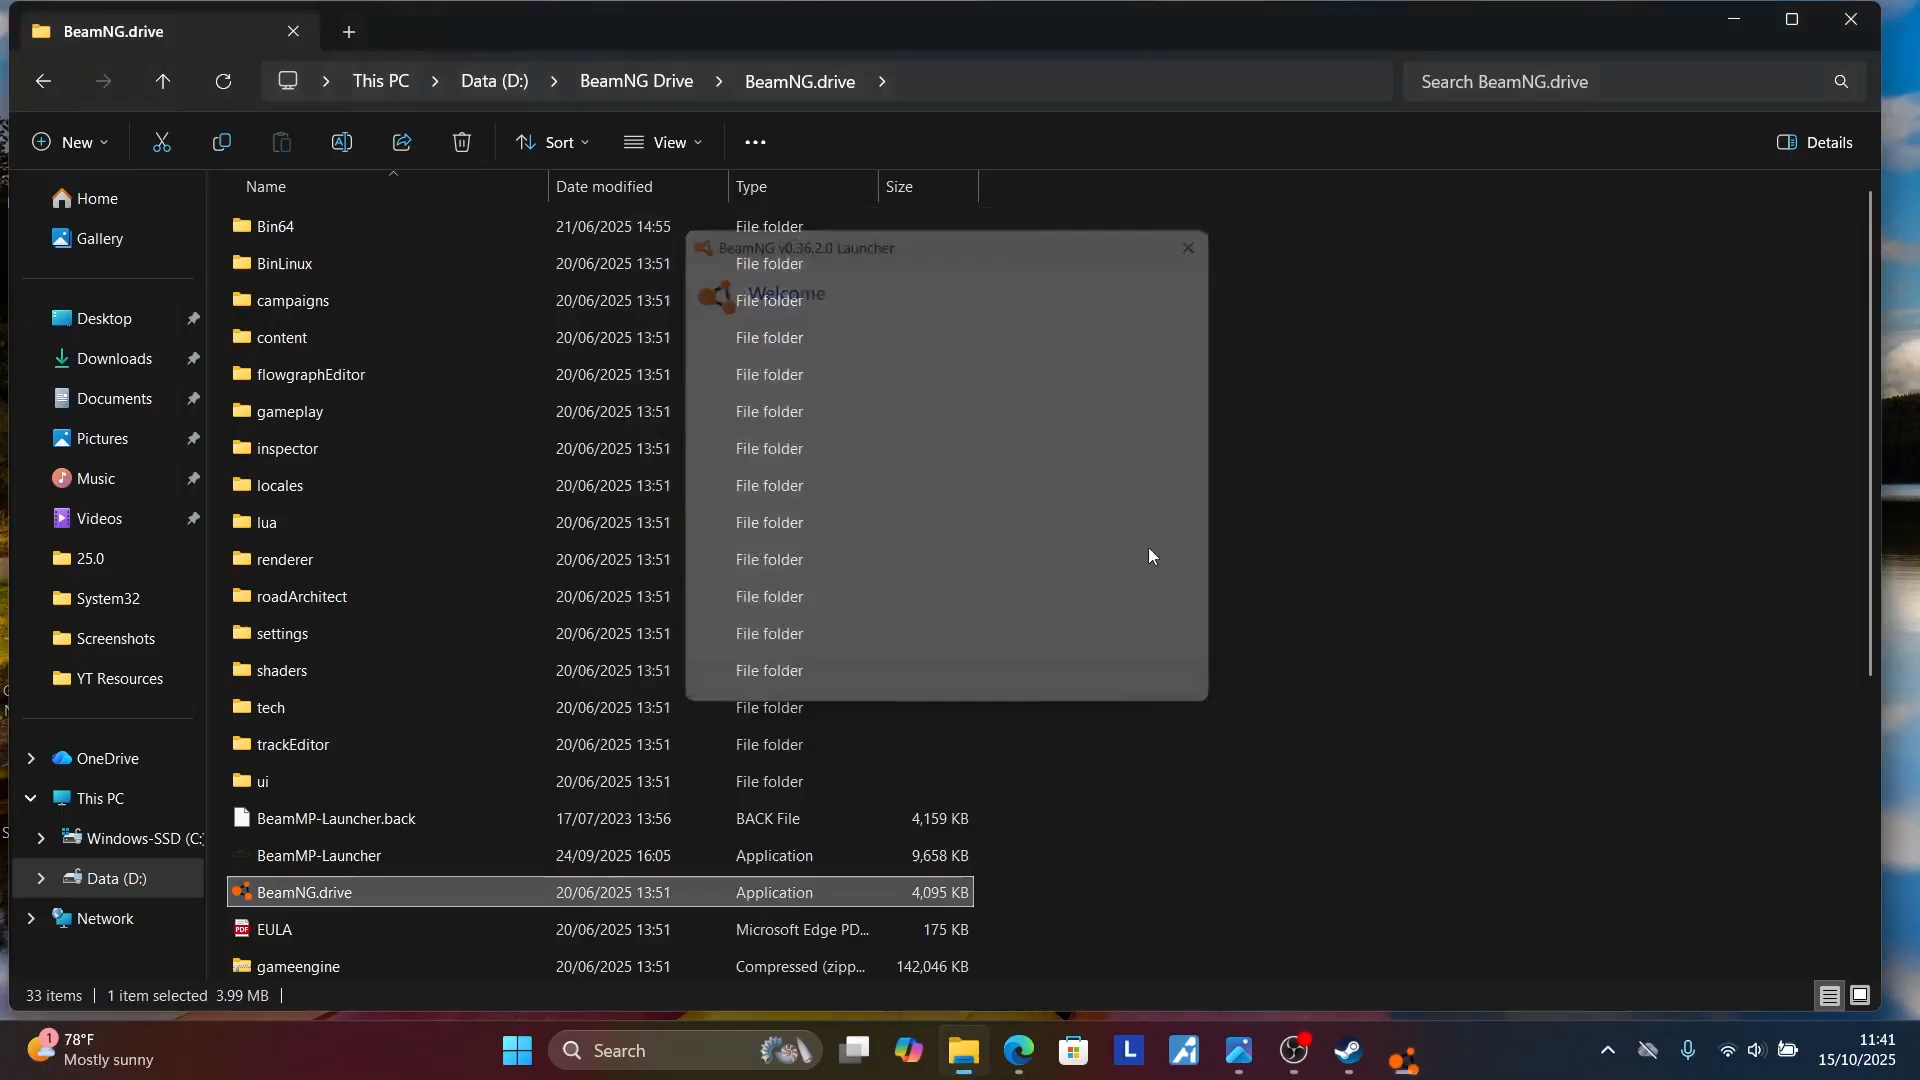 BeamNG.drive
This PC
Data (D:)
BeamNG Drive
BeamNG.drive
Search BeamNG.drive
New
Sort
View
Details
Home
Gallery
Desktop
Downloads
Documents
Pictures
Music
Videos
25.0
System32
Screenshots
YT Resources
OneDrive
This PC
Windows-SSD (C:)
Data (D:)
Network
Name Date modified Type Size
Bin64 21/06/2025 14:55 File folder
BinLinux 20/06/2025 13:51 File folder
campaigns 20/06/2025 13:51 File folder
content 20/06/2025 13:51 File folder
flowgraphEditor 20/06/2025 13:51 File folder
gameplay 20/06/2025 13:51 File folder
inspector 20/06/2025 13:51 File folder
locales 20/06/2025 13:51 File folder
lua 20/06/2025 13:51 File folder
renderer 20/06/2025 13:51 File folder
roadArchitect 20/06/2025 13:51 File folder
settings 20/06/2025 13:51 File folder
shaders 20/06/2025 13:51 File folder
tech 20/06/2025 13:51 File folder
trackEditor 20/06/2025 13:51 File folder
ui 20/06/2025 13:51 File folder
BeamMP-Launcher.back 17/07/2023 13:56 BACK File 4,159 KB
BeamMP-Launcher 24/09/2025 16:05 Application 9,658 KB
BeamNG.drive 20/06/2025 13:51 Application 4,095 KB
EULA 20/06/2025 13:51 Microsoft Edge PD... 175 KB
gameengine 20/06/2025 13:51 Compressed (zipp... 142,046 KB
BeamNG v0.36.2.0 Launcher
Welcome
33 items
1 item selected 3.99 MB
1
78°F
Mostly sunny
Search
L
11:41
15/10/2025